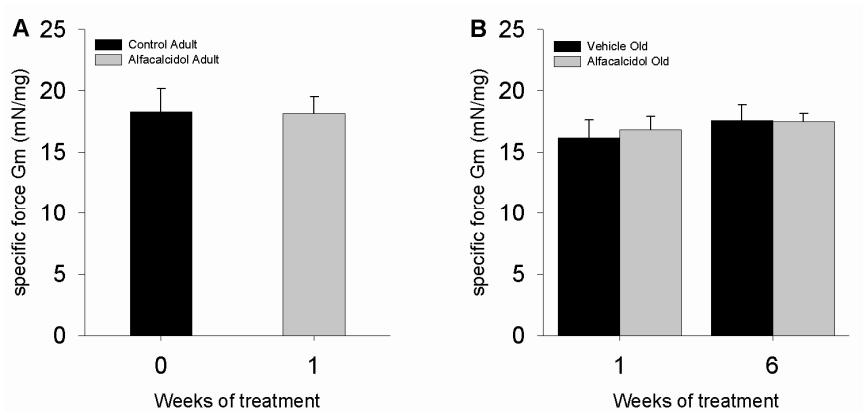 A
specific force Gm (mN/mg)
25
20
15
10
5
0
Control Adult
Alfacalcidol Adult
0
1
Weeks of treatment
B
specific force Gm (mN/mg)
25
20
15
10
5
0
Vehicle Old
Alfacalcidol Old
1
6
Weeks of treatment